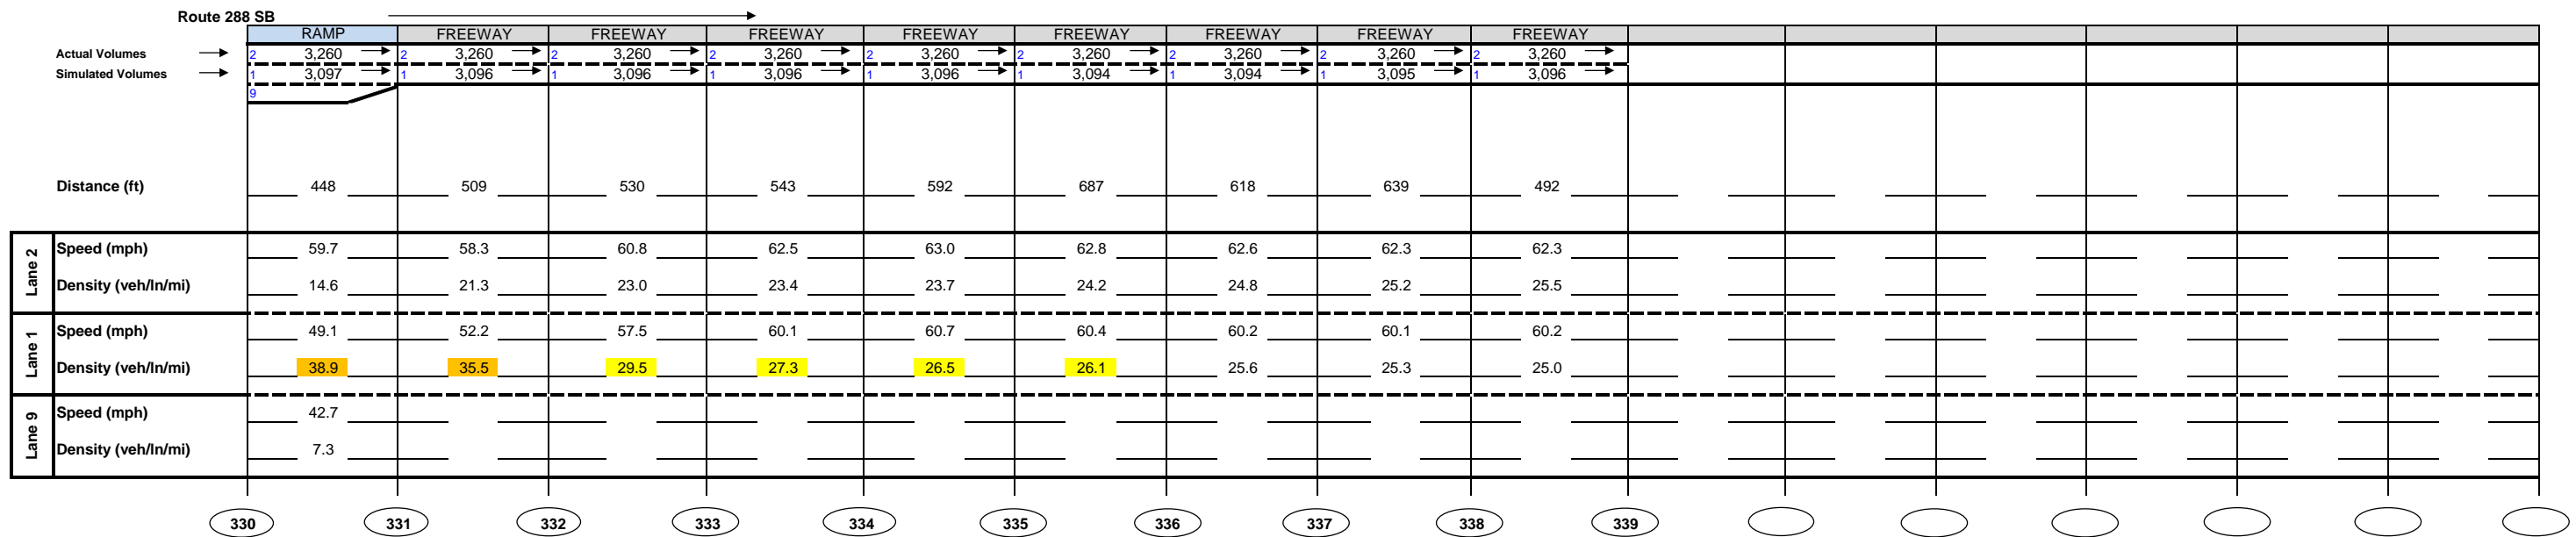 Route 288 SB
RAMP FREEWAY FREEWAY FREEWAY FREEWAY FREEWAY FREEWAY FREEWAY FREEWAY
Actual Volumes 2 3,260 2 3,260 2 3,260 2 3,260 2 3,260 2 3,260 2 3,260 2 3,260 2 3,260
Simulated Volumes 1 3,097 1 3,096 1 3,096 1 3,096 1 3,096 1 3,094 1 3,094 1 3,095 1 3,096
9
Distance (ft) 448 509 530 543 592 687 618 639 492
Lane 2
Speed (mph) 59.7 58.3 60.8 62.5 63.0 62.8 62.6 62.3 62.3
Density (veh/ln/mi) 14.6 21.3 23.0 23.4 23.7 24.2 24.8 25.2 25.5
Lane 1
Speed (mph) 49.1 52.2 57.5 60.1 60.7 60.4 60.2 60.1 60.2
Density (veh/ln/mi) 38.9 35.5 29.5 27.3 26.5 26.1 25.6 25.3 25.0
Lane 9
Speed (mph) 42.7
Density (veh/ln/mi) 7.3
330 331 332 333 334 335 336 337 338 339